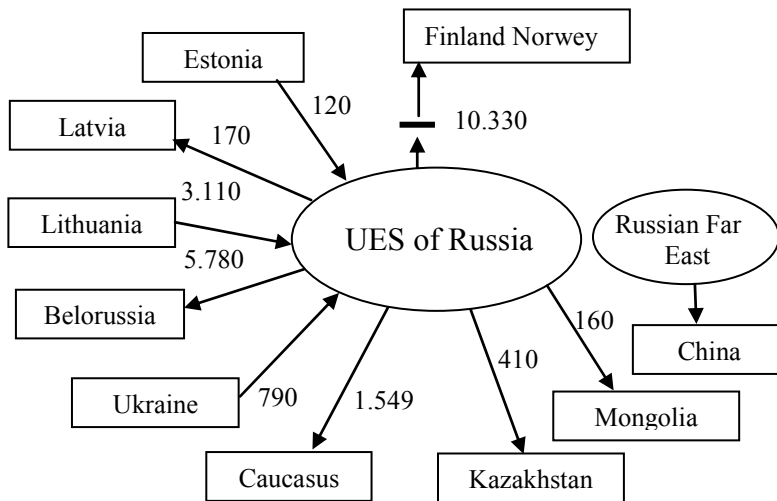 Finland Norwey
Estonia
120
10.330
Latvia
170
3.110
Lithuania
UES of Russia
Russian Far
East
5.780
Belorussia
160
China
410
Ukraine
790
1.549
Mongolia
Caucasus
Kazakhstan